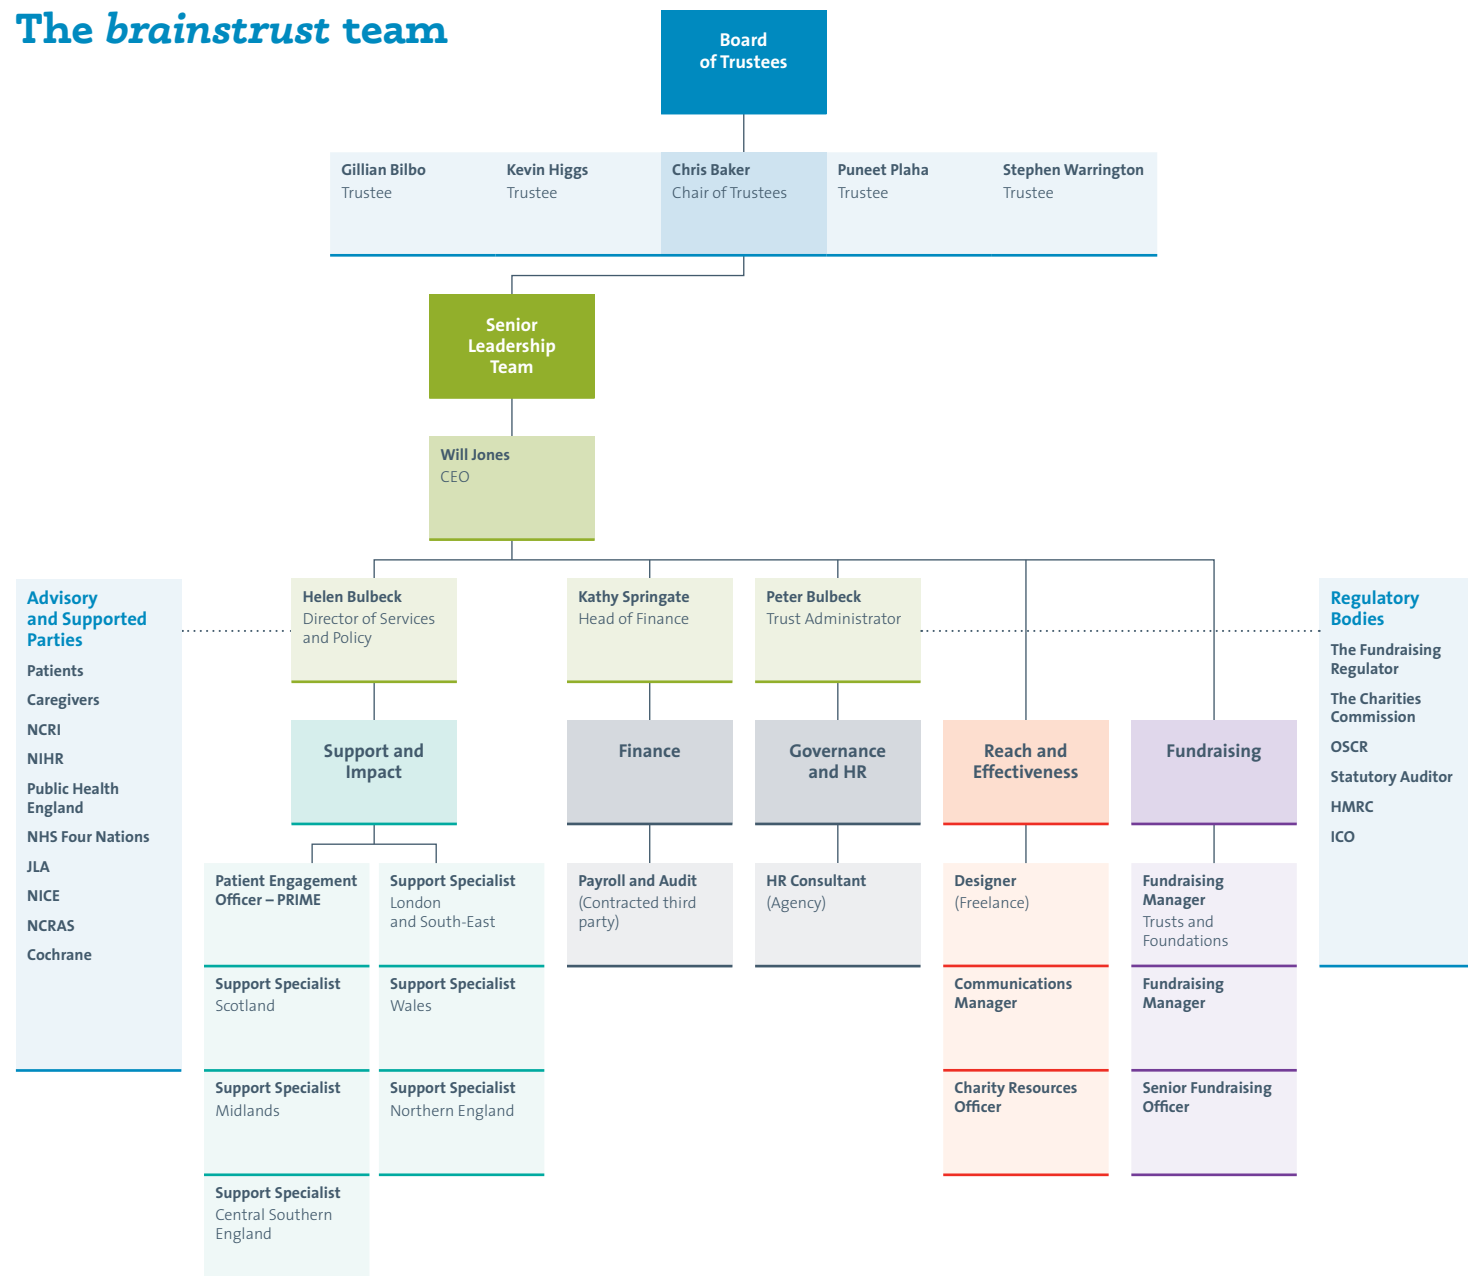 The brainstrust team
Board
of Trustees
Gillian Bilbo
Trustee
Kevin Higgs
Trustee
Chris Baker
Chair of Trustees
Puneet Plaha
Trustee
Stephen Warrington
Trustee
Senior
Leadership
Team
Will Jones
CEO
Advisory
and Supported
Parties
Patients
Caregivers
NCRI
NIHR
Public Health
England
NHS Four Nations
JLA
NICE
NCRAS
Cochrane
Helen Bulbeck
Director of Services
and Policy
Kathy Springate
Head of Finance
Peter Bulbeck
Trust Administrator
Regulatory
Bodies
The Fundraising
Regulator
The Charities
Commission
OSCR
Statutory Auditor
HMRC
ICO
Support and
Impact
Finance
Governance
and HR
Reach and
Effectiveness
Fundraising
Patient Engagement
Officer – PRIME
Support Specialist
London
and South-East
Payroll and Audit
(Contracted third
party)
HR Consultant
(Agency)
Designer
(Freelance)
Fundraising
Manager
Trusts and
Foundations
Support Specialist
Scotland
Support Specialist
Wales
Communications
Manager
Fundraising
Manager
Support Specialist
Midlands
Support Specialist
Northern England
Charity Resources
Officer
Senior Fundraising
Officer
Support Specialist
Central Southern
England